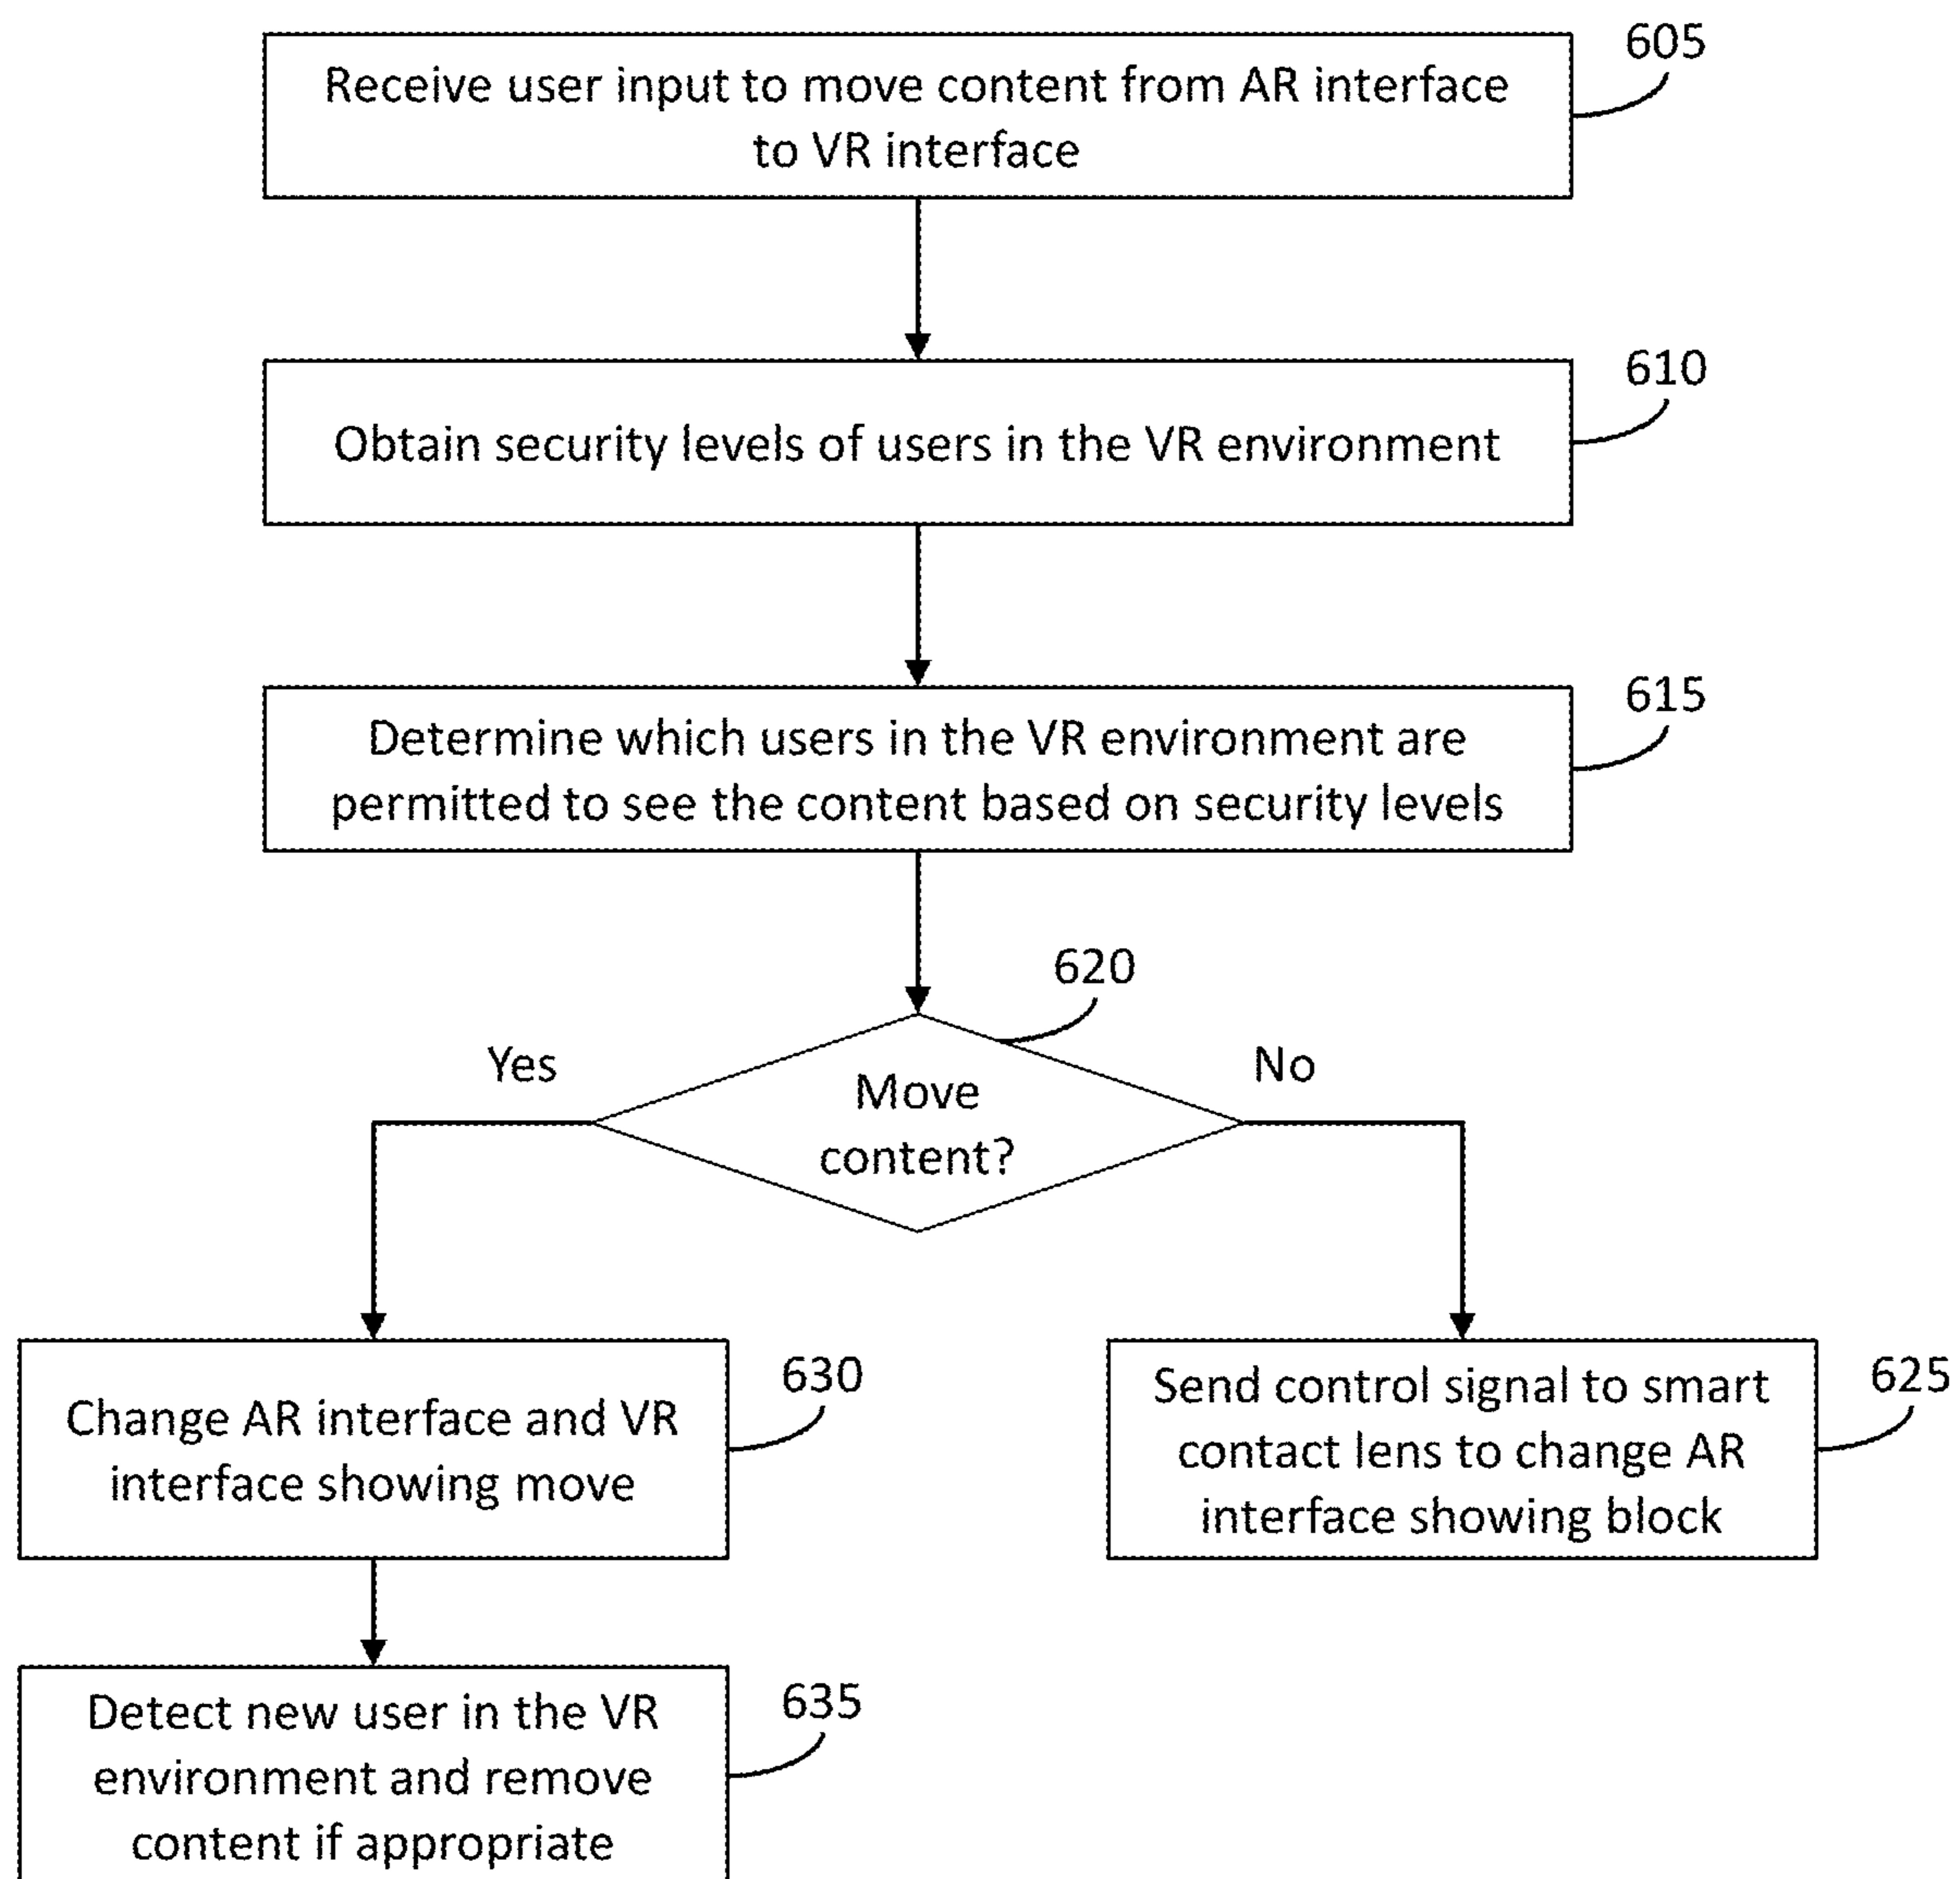 605
Receive user input to move content from AR interface
to VR interface
610
Obtain security levels of users in the VR environment
615
Determine which users in the VR environment are
permitted to see the content based on security levels
620
Yes
No
Move
content?
630
Change AR interface and VR
interface showing move
625
Send control signal to smart
contact lens to change AR
interface showing block
635
Detect new user in the VR
environment and remove
content if appropriate